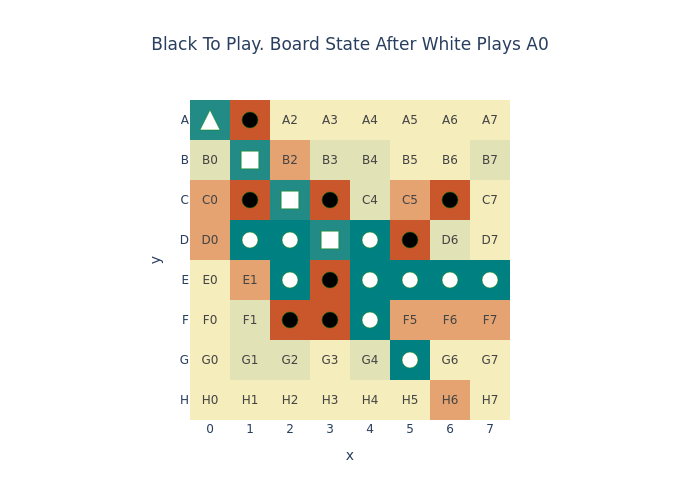 Black To Play. Board State After White Plays A0
A A2 A3 A4 A5 A6 A7
B B0 B2 B3 B4 B5 B6 B7
C C0 C4 C5 C7
D D0 D6 D7
y
E E0 E1
F F0 F1 F5 F6 F7
G G0 G1 G2 G3 G4 G6 G7
H H0 H1 H2 H3 H4 H5 H6 H7
0 1 2 3 4 5 6 7
x